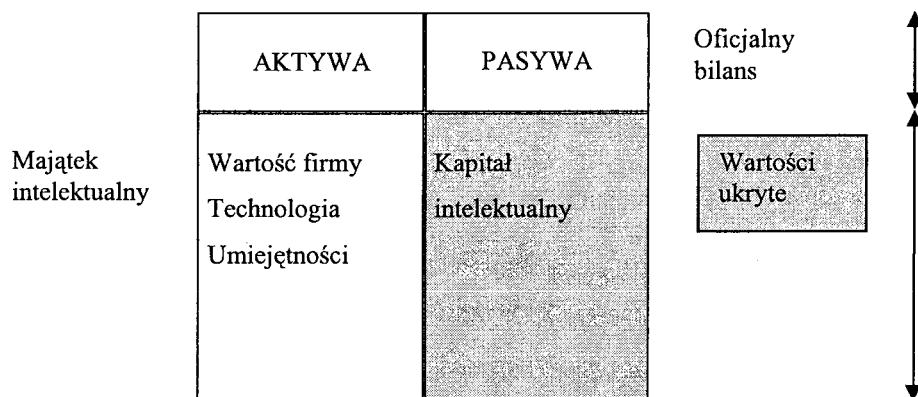 AKTYWA
PASYWA
Oficjalny
bilans
Majątek
intelektualny
Wartość firmy
Technologia
Umiejętności
Kapitał
intelektualny
Wartości
ukryte